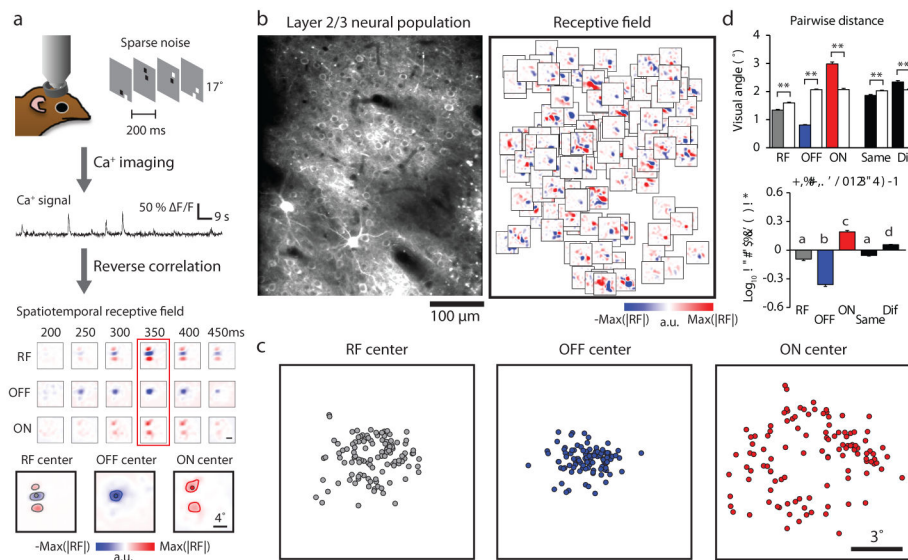 a
Sparse noise
17°
200 ms
Ca⁺ imaging
Ca⁺ signal
50 % ΔF/F
9 s
Reverse correlation
Spatiotemporal receptive field
200 250 300 350 400 450ms
RF
OFF
ON
RF center OFF center ON center
4°
-Max(|RF|) Max(|RF|)
a.u.
b
Layer 2/3 neural population
Receptive field
100 µm
-Max(|RF|) a.u. Max(|RF|)
c
RF center
OFF center
ON center
3°
d
Pairwise distance
Visual angle (°)
4
3
2
1
0
** ** ** ** **
RF OFF ON Same Dif
0.6
0.3
0
-0.3
-0.6
Log₁₀
a b c a d
RF OFF ON Same Dif